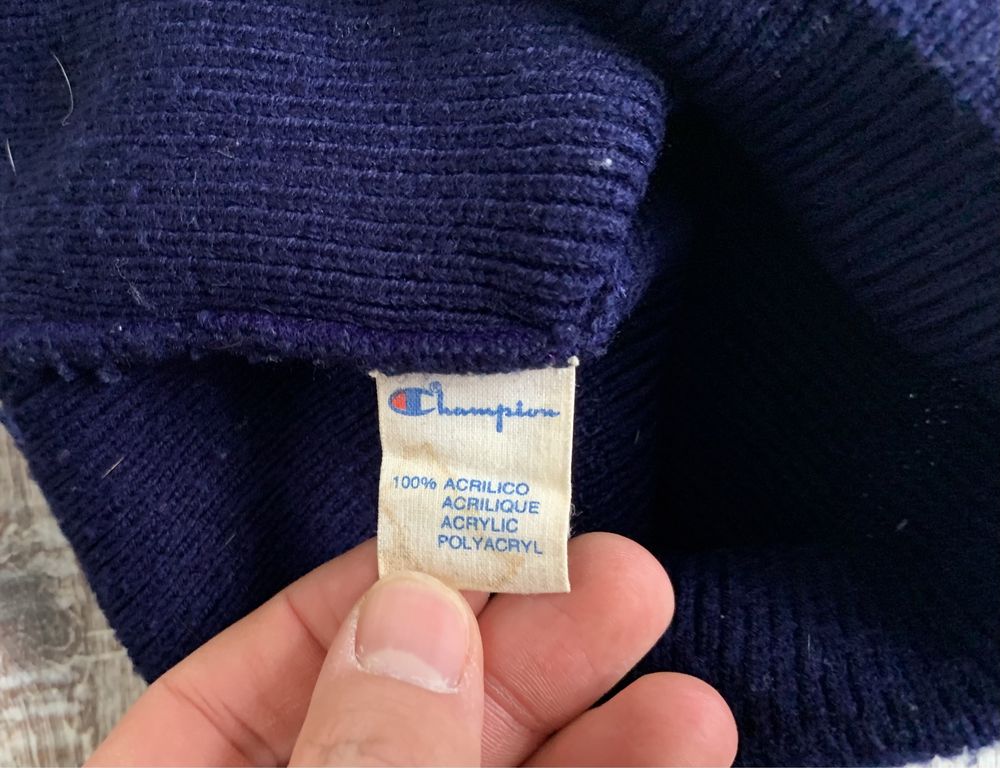 Champion
100% ACRILICO
ACRILIQUE
ACRYLIC
POLYACRYL